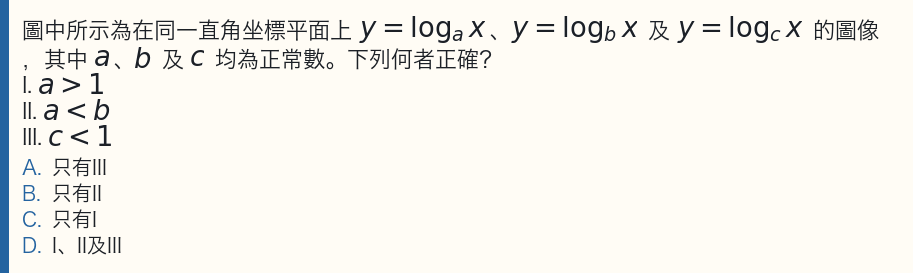 圖中所示為在同一直角坐標平面上 y = log_a x、y = log_b x 及 y = log_c x 的圖像
，其中 a、b 及 c 均為正常數。下列何者正確?
I. a > 1
II. a < b
III. c < 1
A. 只有III
B. 只有II
C. 只有I
D. I、II及III